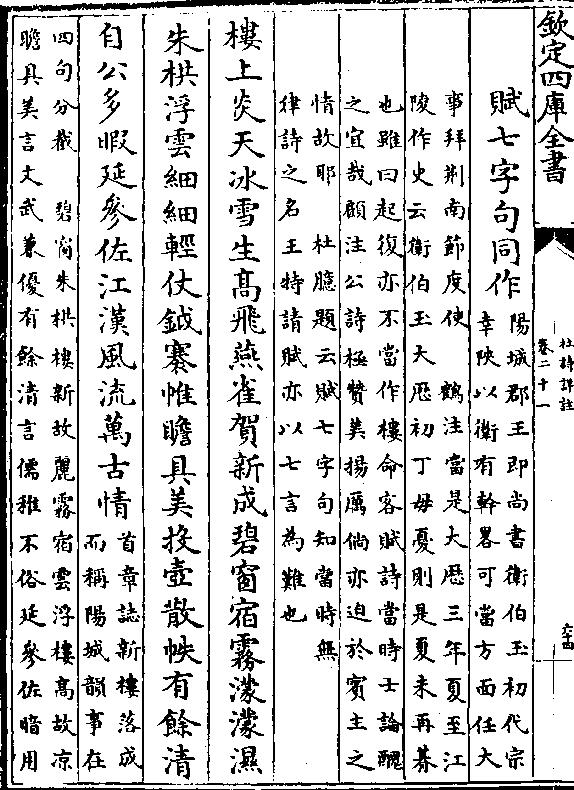 欽定四庫全書
杜詩詳註
卷二十一
六十四
賦七字句同作
陽城郡王即尚書衛伯玉初代宗
幸陜以衛有幹畧可當方面任大
事拜荆南節度使 鶴注當是大厯三年夏至江
陵作史云衛伯玉大厯初丁母憂則是夏未再朞
也雖曰起復亦不當作樓命客賦詩當時士論醜
之宜哉顧注公詩極贊美揚厲倘亦迫於賓主之
情故耶 杜臆題云賦七字句知當時無
律詩之名王特請賦亦以七言為難也
樓上炎天冰雪生髙飛燕雀賀新成碧窗宿霧濛濛濕
朱栱浮雲細細輕仗鉞褰帷瞻具美投壺散帙有餘清
自公多暇延參佐江漢風流萬古情
首章誌新樓落成
而稱陽城韻事在
四句分截 碧窗朱栱樓新故麗霧宿雲浮樓髙故凉
瞻具美言文武兼優有餘清言儒雅不俗延參佐暗用